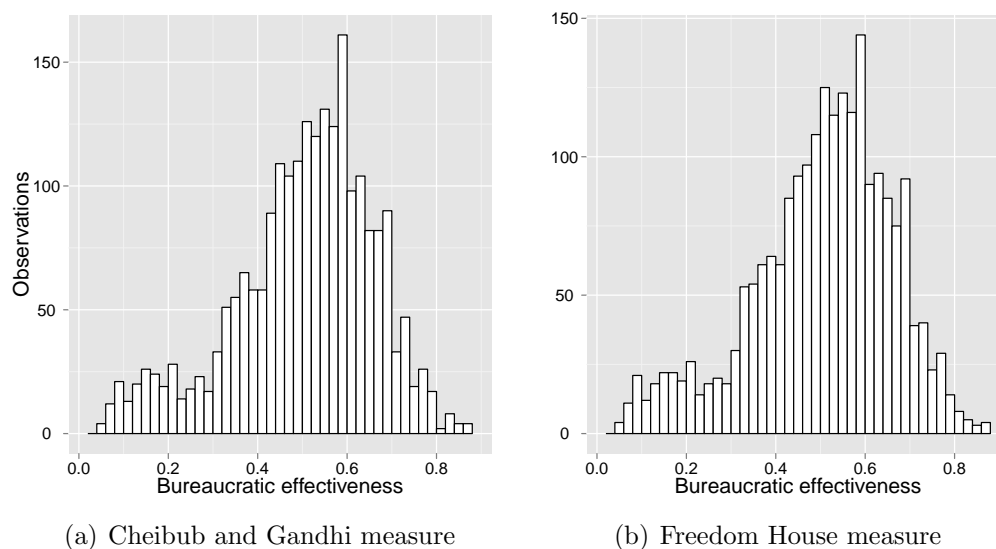 150
100
50
0
Observations
0.0 0.2 0.4 0.6 0.8
Bureaucratic effectiveness
(a) Cheibub and Gandhi measure
150
100
50
0
0.0 0.2 0.4 0.6 0.8
Bureaucratic effectiveness
(b) Freedom House measure